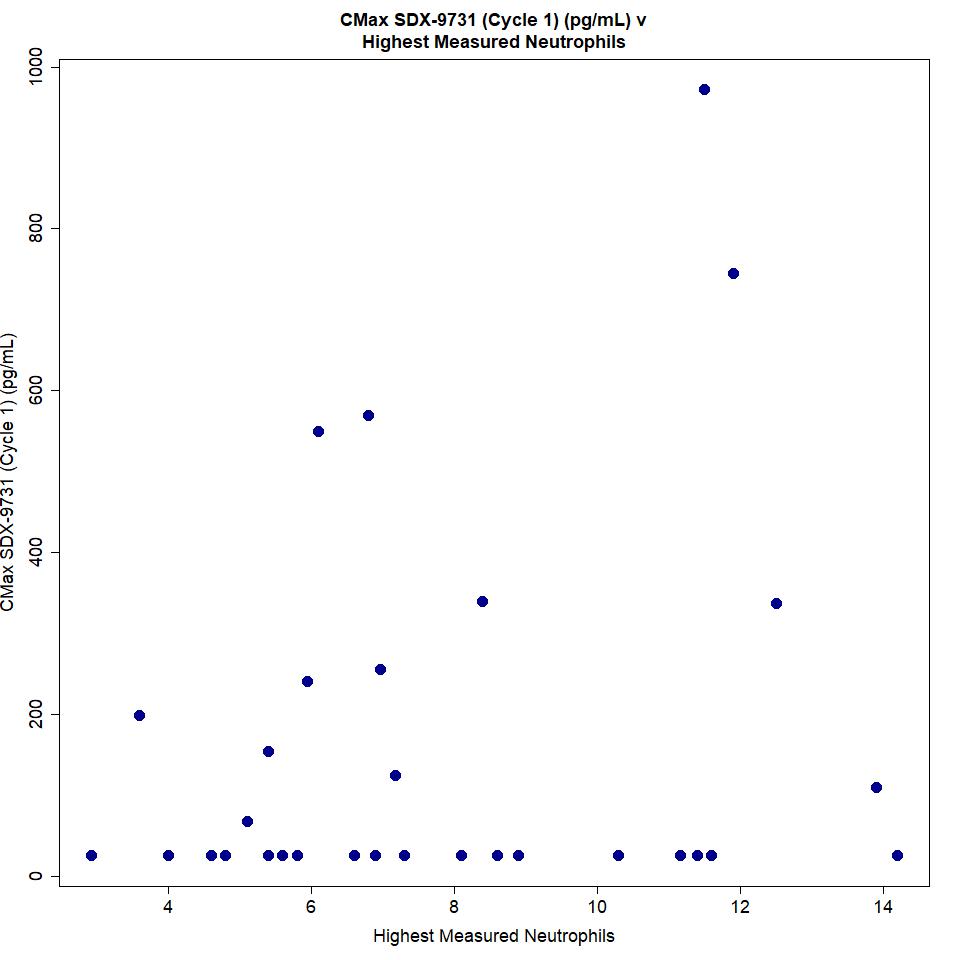 CMax SDX-9731 (Cycle 1) (pg/mL) v
Highest Measured Neutrophils
1000
800
600
400
200
0
CMax SDX-9731 (Cycle 1) (pg/mL)
4 6 8 10 12 14
Highest Measured Neutrophils